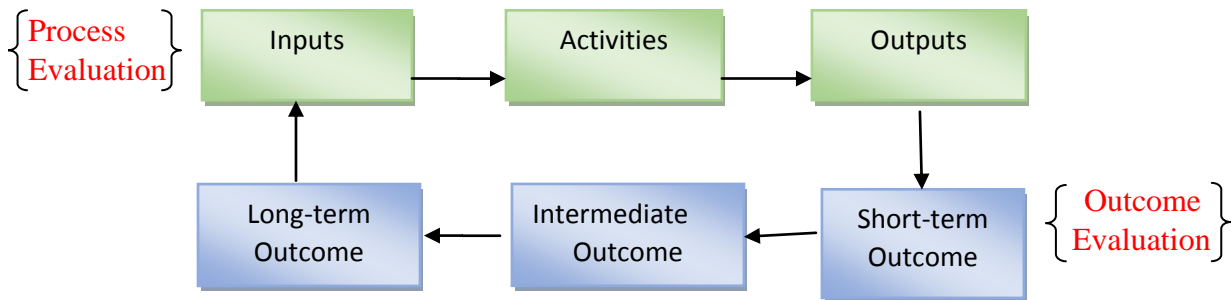 Process
Evaluation
Inputs
Activities
Outputs
Long-term
Outcome
Intermediate
Outcome
Short-term
Outcome
Outcome
Evaluation